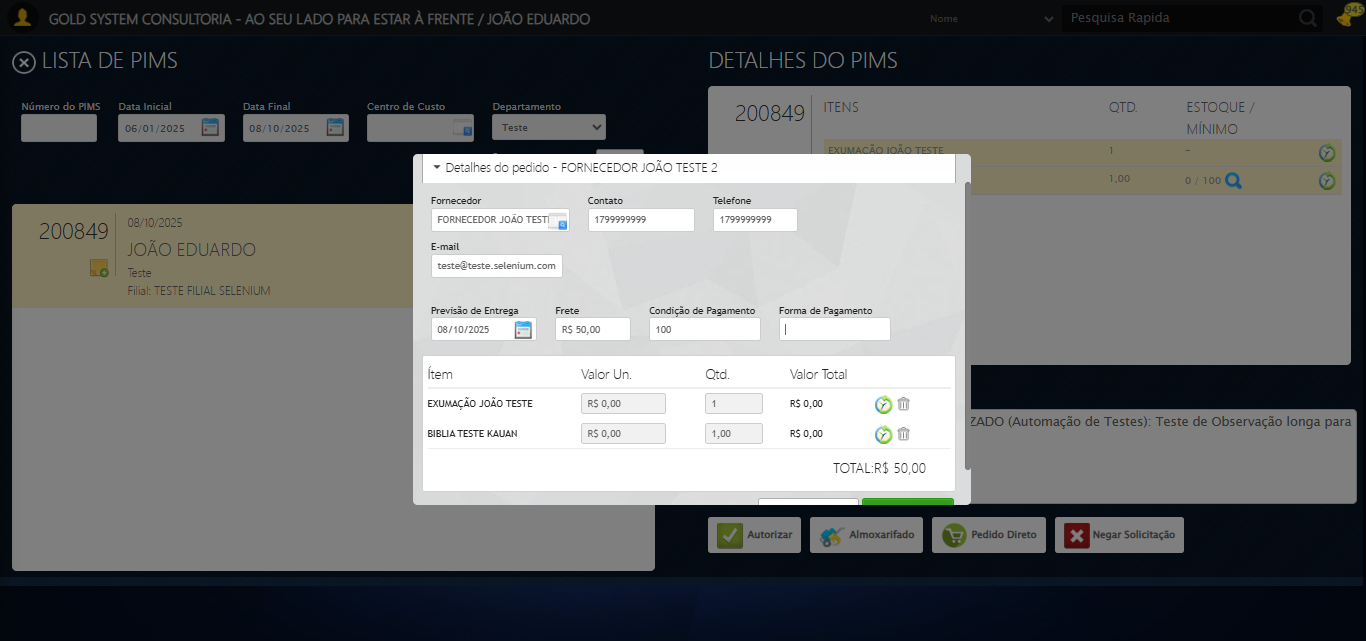 GOLD SYSTEM CONSULTORIA - AO SEU LADO PARA ESTAR À FRENTE / JOÃO EDUARDO
Nome
Pesquisa Rapida
945
LISTA DE PIMS
Número do PIMS
Data Inicial
Data Final
Centro de Custo
Departamento
06/01/2025
08/10/2025
Teste
200849
08/10/2025
JOÃO EDUARDO
Teste
Filial: TESTE FILIAL SELENIUM
DETALHES DO PIMS
200849
ITENS
QTD.
ESTOQUE /
MÍNIMO
EXUMAÇÃO JOÃO TESTE
1
-
1,00
0 / 100
Detalhes do pedido - FORNECEDOR JOÃO TESTE 2
Fornecedor
Contato
Telefone
FORNECEDOR JOÃO TEST
1799999999
1799999999
E-mail
teste@teste.selenium.com
Previsão de Entrega
Frete
Condição de Pagamento
Forma de Pagamento
08/10/2025
R$ 50,00
100
Ítem
Valor Un.
Qtd.
Valor Total
EXUMAÇÃO JOÃO TESTE
R$ 0,00
1
R$ 0,00
BIBLIA TESTE KAUAN
R$ 0,00
1,00
R$ 0,00
TOTAL:R$ 50,00
ZADO (Automação de Testes): Teste de Observação longa para
Autorizar
Almoxarifado
Pedido Direto
Negar Solicitação